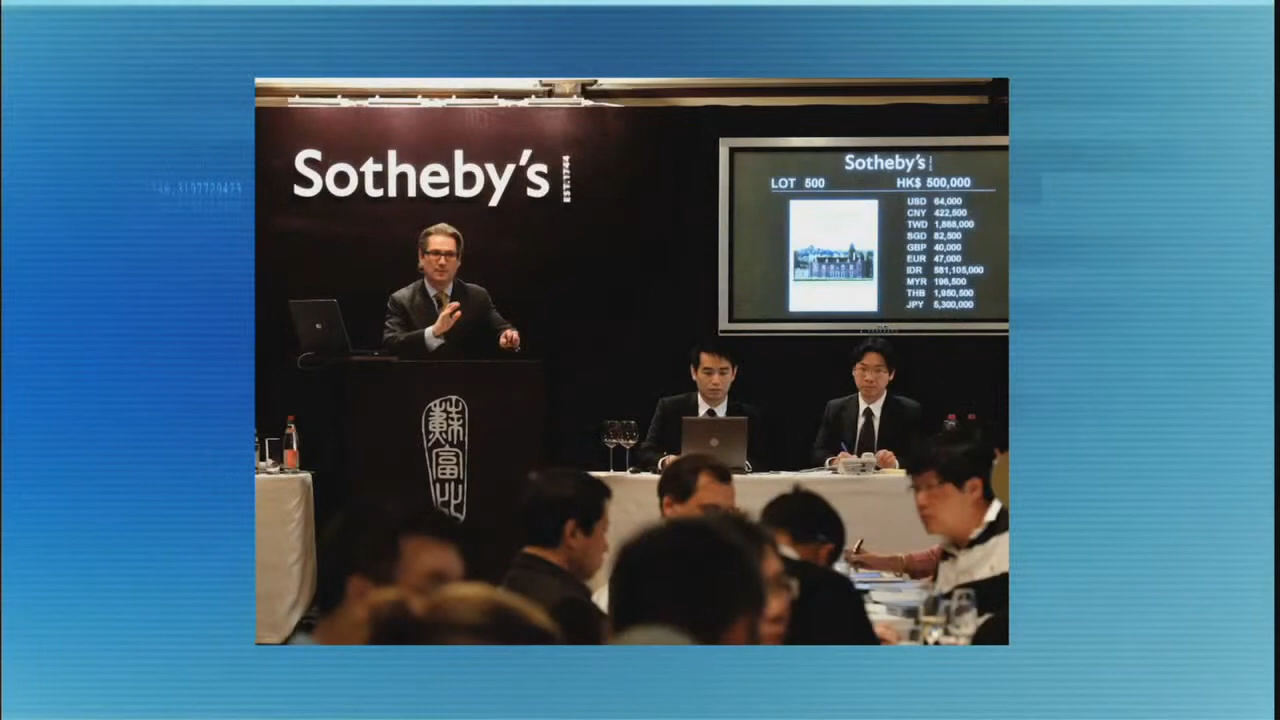 Sotheby's EST. 1744
Sotheby's
LOT 500 HK$ 500,000
USD 64,000
CNY 422,500
TWD 1,868,000
SGD 82,500
GBP 40,000
EUR 47,000
IDR 581,105,000
MYR 196,500
THB 1,950,500
JPY 5,300,000
蘇富比